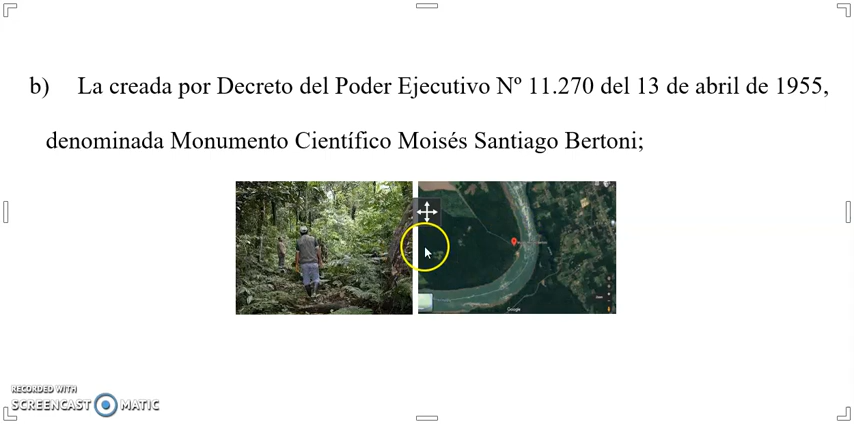 b) La creada por Decreto del Poder Ejecutivo Nº 11.270 del 13 de abril de 1955,
denominada Monumento Científico Moisés Santiago Bertoni;
Google
RECORDED WITH
SCREENCAST MATIC